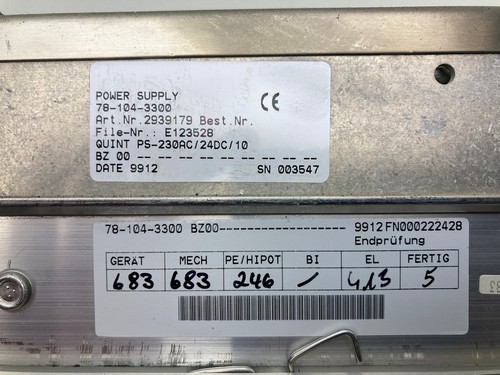 POWER SUPPLY
78-104-3300
Art.Nr.2939179 Best.Nr.
File-Nr.: E123528
QUINT PS-230AC/24DC/10
BZ 00 -- -- -- -- -- -- -- -- -- --
DATE 9912 SN 003547
CE
78-104-3300 BZ00-------------------- 9912FN000222428
Endprüfung
GERÄT MECH PE/HIPOT BI EL FERTIG
683 683 246 / 413 5